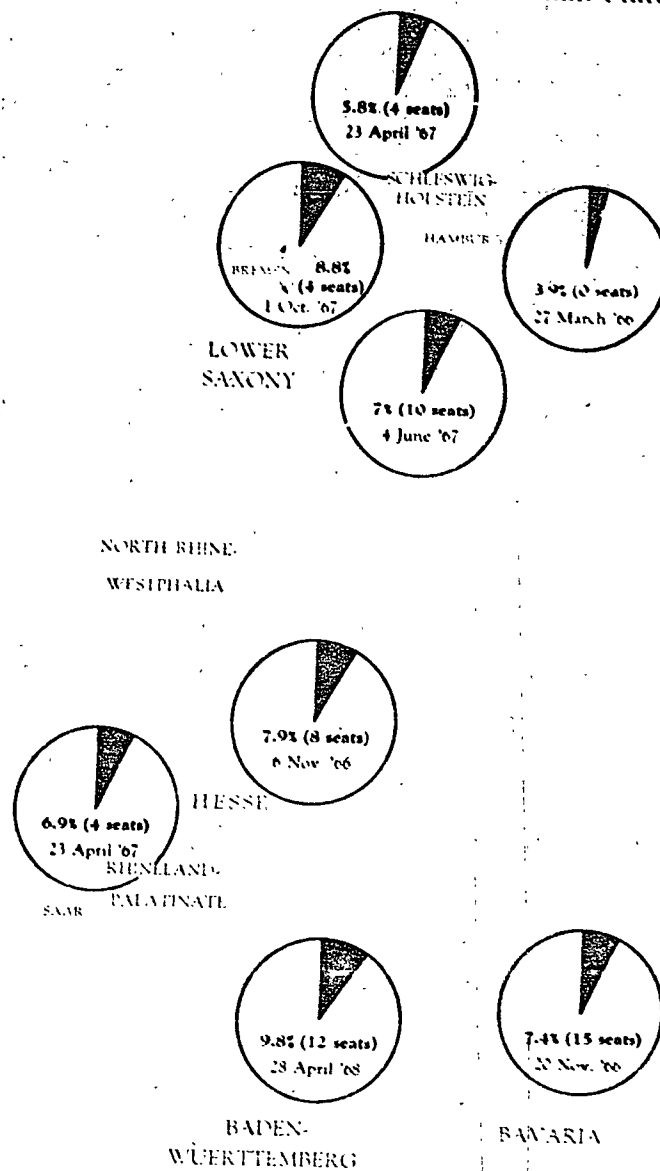 5.8% (4 seats)
23 April '67
SCHLESWIG-
HOLSTEIN
HAMBURG
BREMEN
8.8%
(4 seats)
1 Oct. '67
3.9% (0 seats)
27 March '66
LOWER
SAXONY
7% (10 seats)
4 June '67
NORTH RHINE-
WESTPHALIA
7.9% (8 seats)
6 Nov. '66
HESSE
6.9% (4 seats)
23 April '67
RHINELAND-
PALATINATE
SAAR
9.8% (12 seats)
28 April '68
7.4% (15 seats)
20 Nov. '66
BADEN-
WUERTTEMBERG
BAVARIA